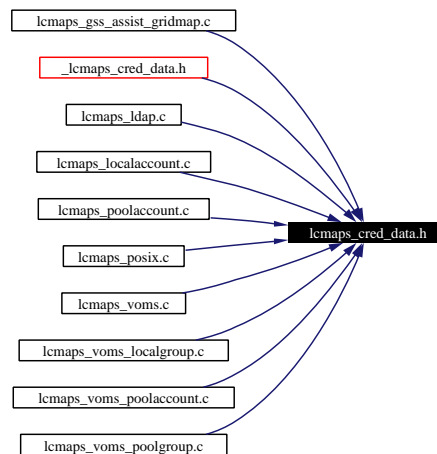 lcmaps_gss_assist_gridmap.c
_lcmaps_cred_data.h
lcmaps_ldap.c
lcmaps_localaccount.c
lcmaps_poolaccount.c
lcmaps_cred_data.h
lcmaps_posix.c
lcmaps_voms.c
lcmaps_voms_localgroup.c
lcmaps_voms_poolaccount.c
lcmaps_voms_poolgroup.c